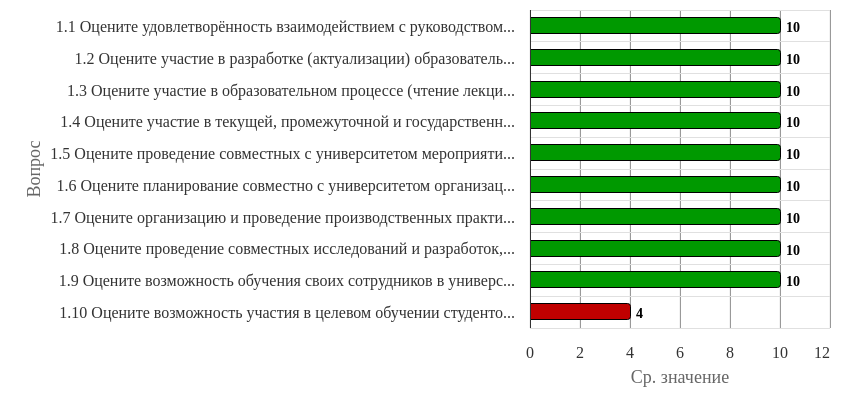 1.1 Оцените удовлетворённость взаимодействием с руководством... 10
1.2 Оцените участие в разработке (актуализации) образователь... 10
1.3 Оцените участие в образовательном процессе (чтение лекци... 10
1.4 Оцените участие в текущей, промежуточной и государственн... 10
1.5 Оцените проведение совместных с университетом мероприяти... 10
1.6 Оцените планирование совместно с университетом организац... 10
1.7 Оцените организацию и проведение производственных практи... 10
1.8 Оцените проведение совместных исследований и разработок,... 10
1.9 Оцените возможность обучения своих сотрудников в универс... 10
1.10 Оцените возможность участия в целевом обучении студенто... 4
Вопрос
0 2 4 6 8 10 12
Ср. значение